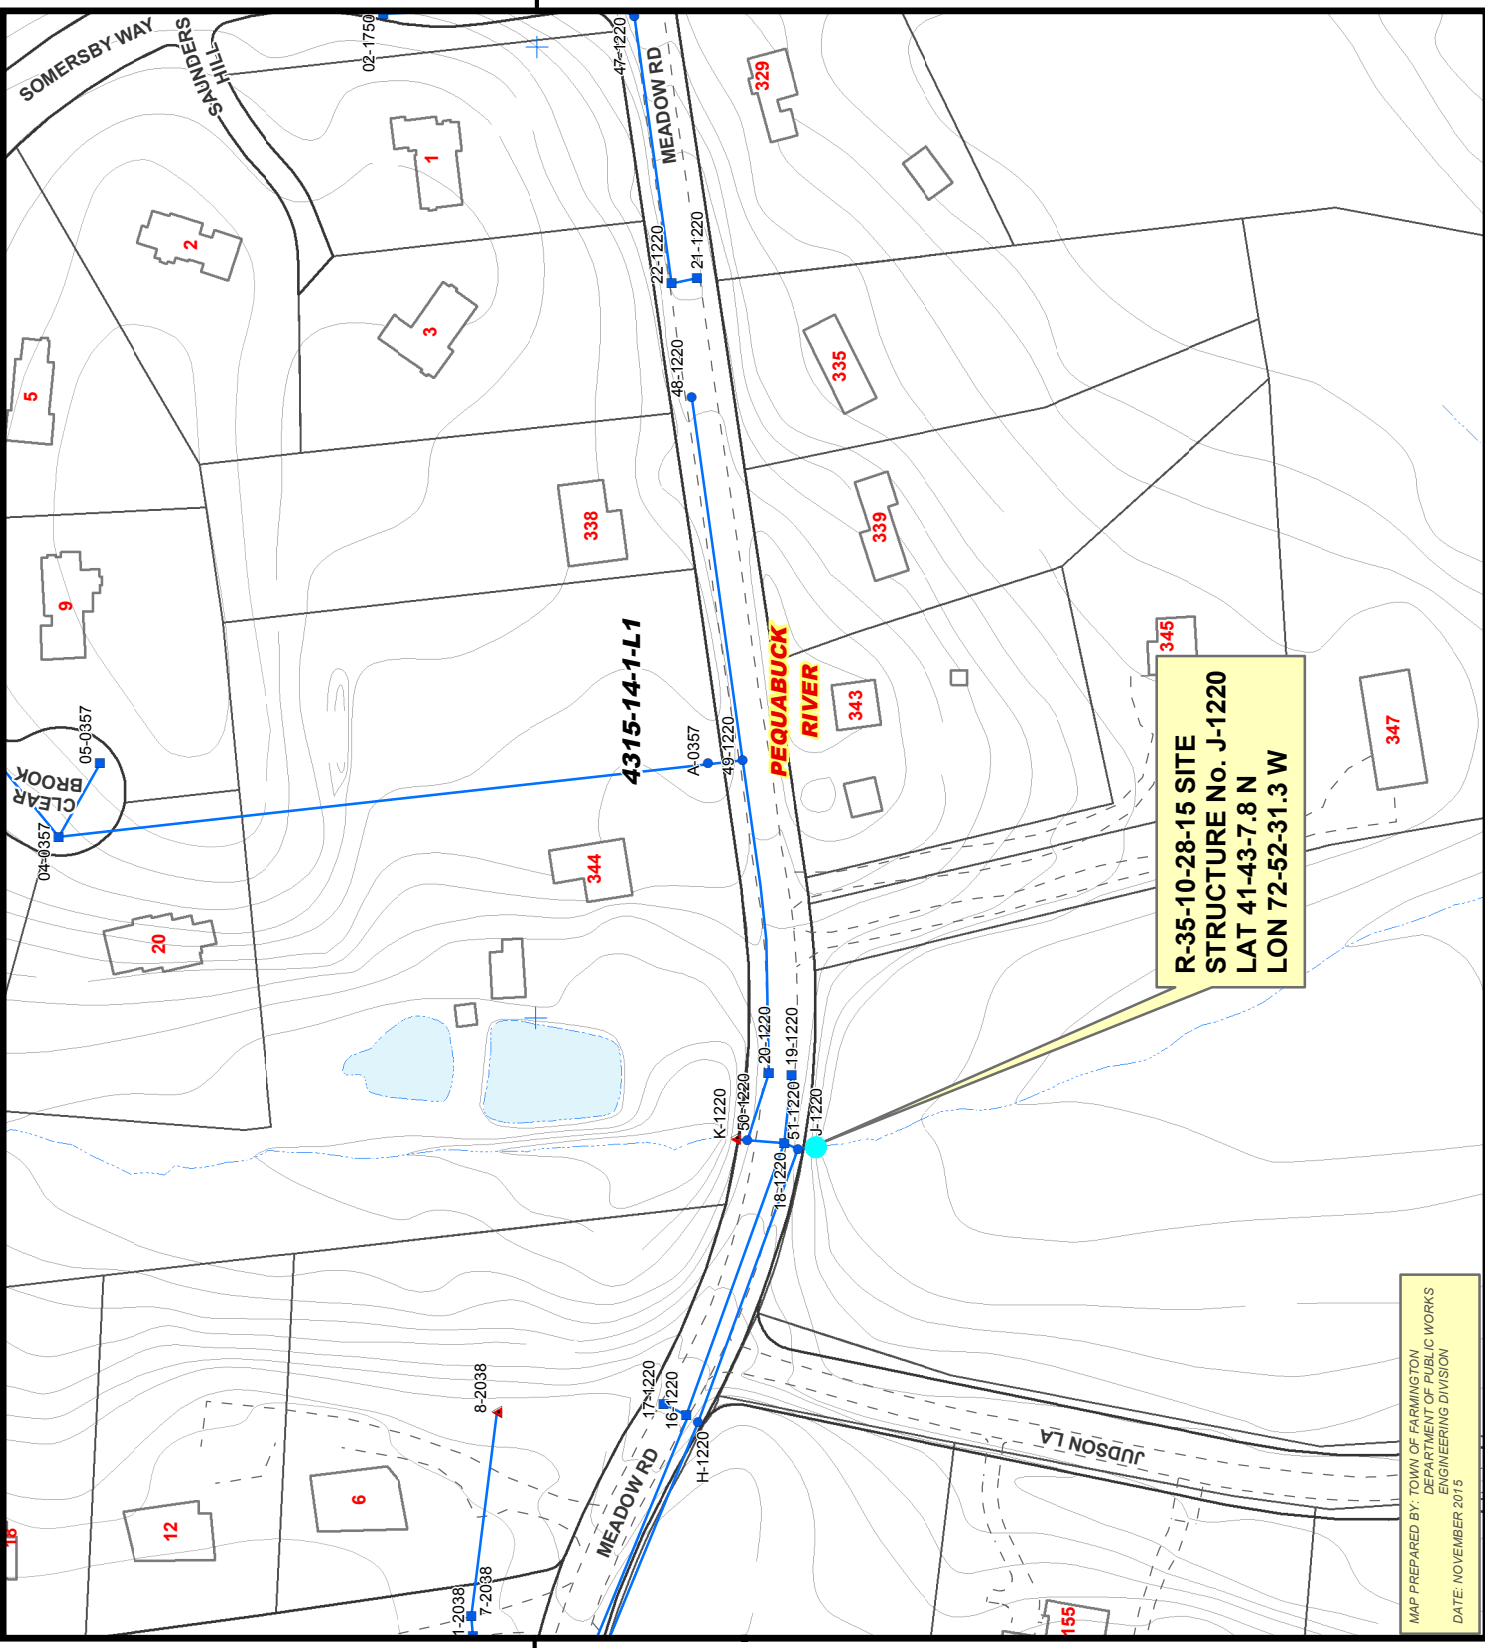 SOMERSBY WAY
SAUNDERS
HILL
02-1750
47-1220
MEADOW RD
329
1
2
3
5
22-1220
21-1220
48-1220
335
338
339
9
4315-14-1-L1
345
PEQUABUCK
RIVER
343
347
05-0357
CLEAR
BROOK
04-0357
A-0357
49-1220
344
20
R-35-10-28-15 SITE
STRUCTURE No. J-1220
LAT 41-43-7.8 N
LON 72-52-31.3 W
20-1220
19-1220
K-1220
50-1220
51-1220
J-1220
18-1220
8-2038
17-1220
16-1220
H-1220
MEADOW RD
JUDSON LA
6
12
18
1-2038
7-2038
155
MAP PREPARED BY: TOWN OF FARMINGTON
DEPARTMENT OF PUBLIC WORKS
ENGINEERING DIVISION
DATE: NOVEMBER 2015